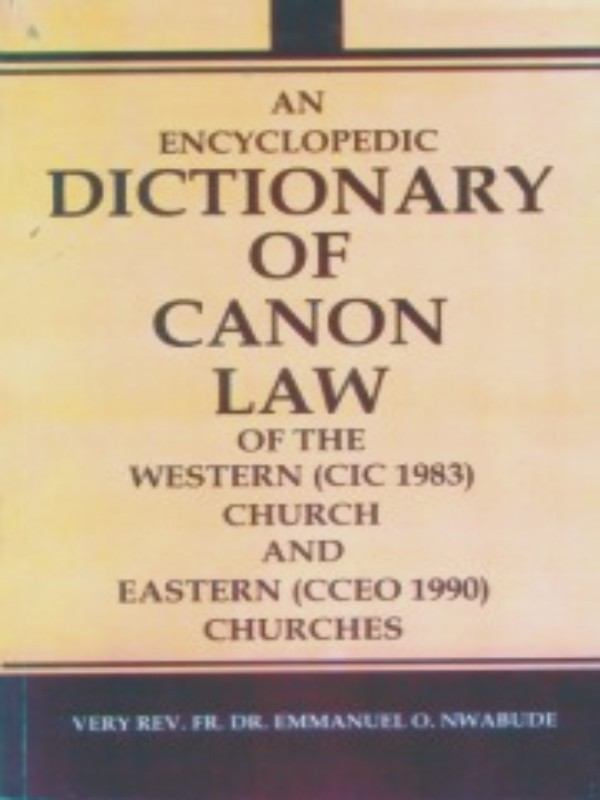 AN
ENCYCLOPEDIC
DICTIONARY
OF
CANON
LAW
OF THE
WESTERN (CIC 1983)
CHURCH
AND
EASTERN (CCEO 1990)
CHURCHES
VERY REV. FR. DR. EMMANUEL O. NWABUDE